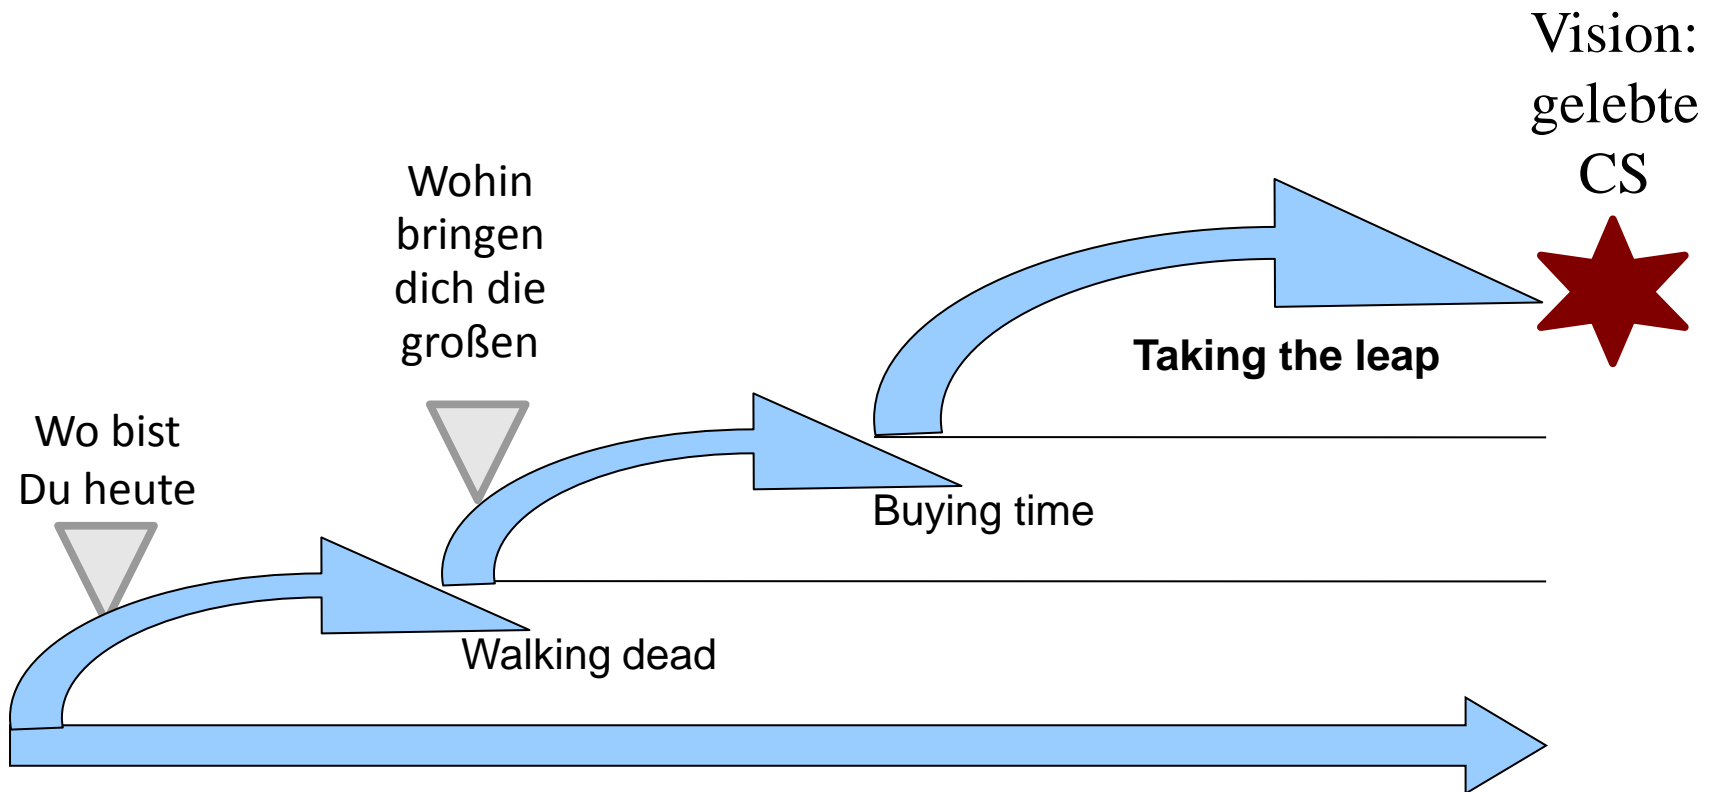 Vision:
gelebte
CS
Wohin
bringen
dich die
großen
Taking the leap
Wo bist
Du heute
Buying time
Walking dead